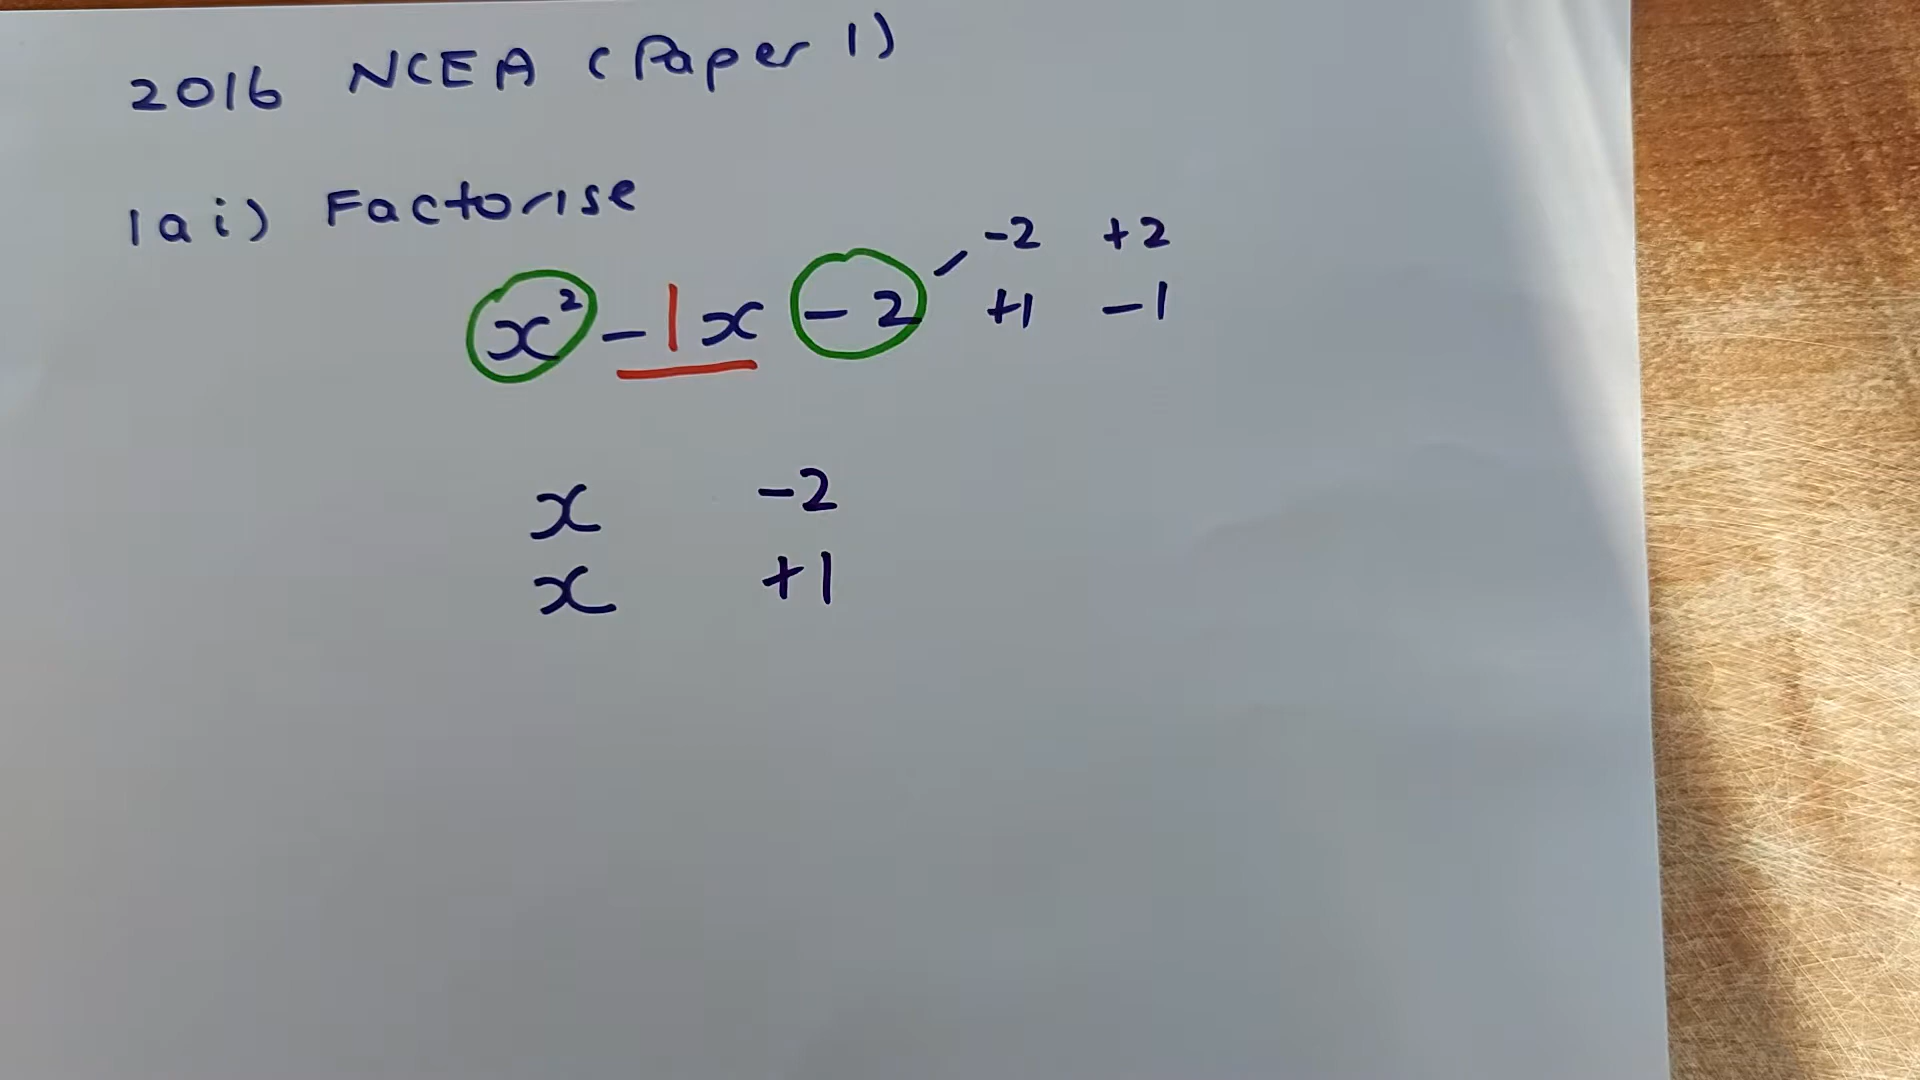 2016 NCEA (Paper 1)
1ai) Factorise
x² - 1x - 2
-2 +2
+1 -1
x -2
x +1